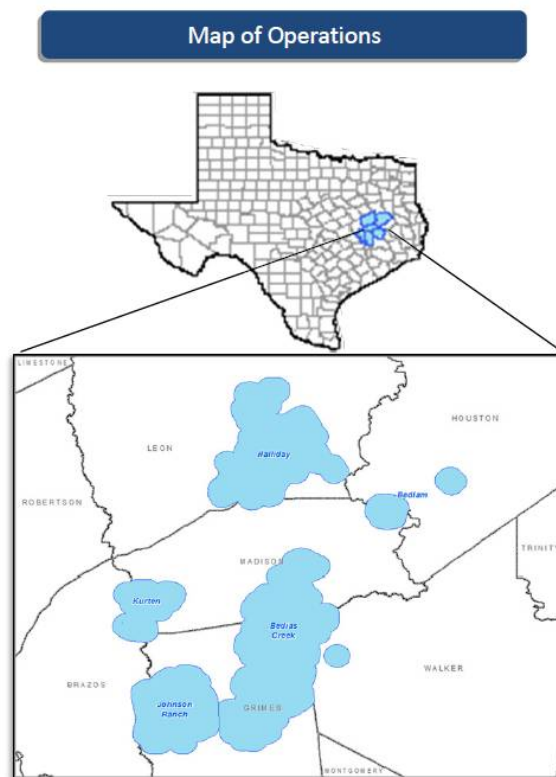 Map of Operations
LIMESTONE
HOUSTON
LEON
Halliday
Bedlam
ROBERTSON
TRINITY
MADISON
Kurten
Bedias
Creek
WALKER
BRAZOS
Johnson
Ranch
GRIMES
MONTGOMERY